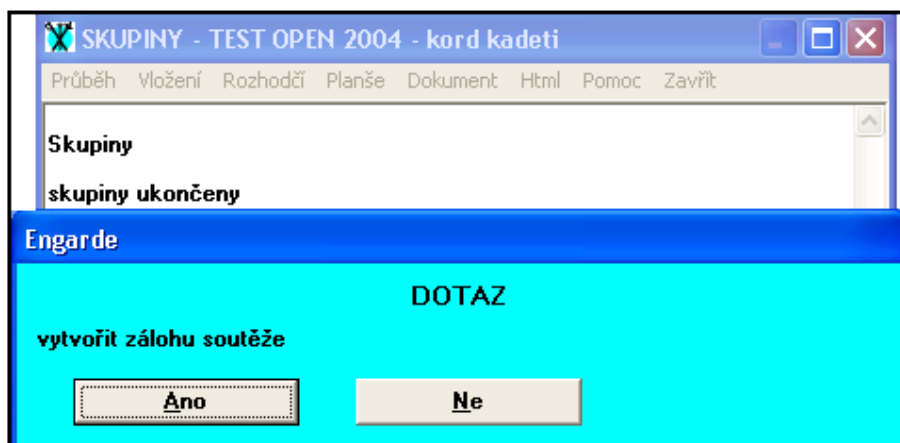 SKUPINY - TEST OPEN 2004 - kord kadeti
Průběh Vložení Rozhodčí Planše Dokument Html Pomoc Zavřít
Skupiny
skupiny ukončeny
Engarde
DOTAZ
vytvořit zálohu soutěže
Ano Ne